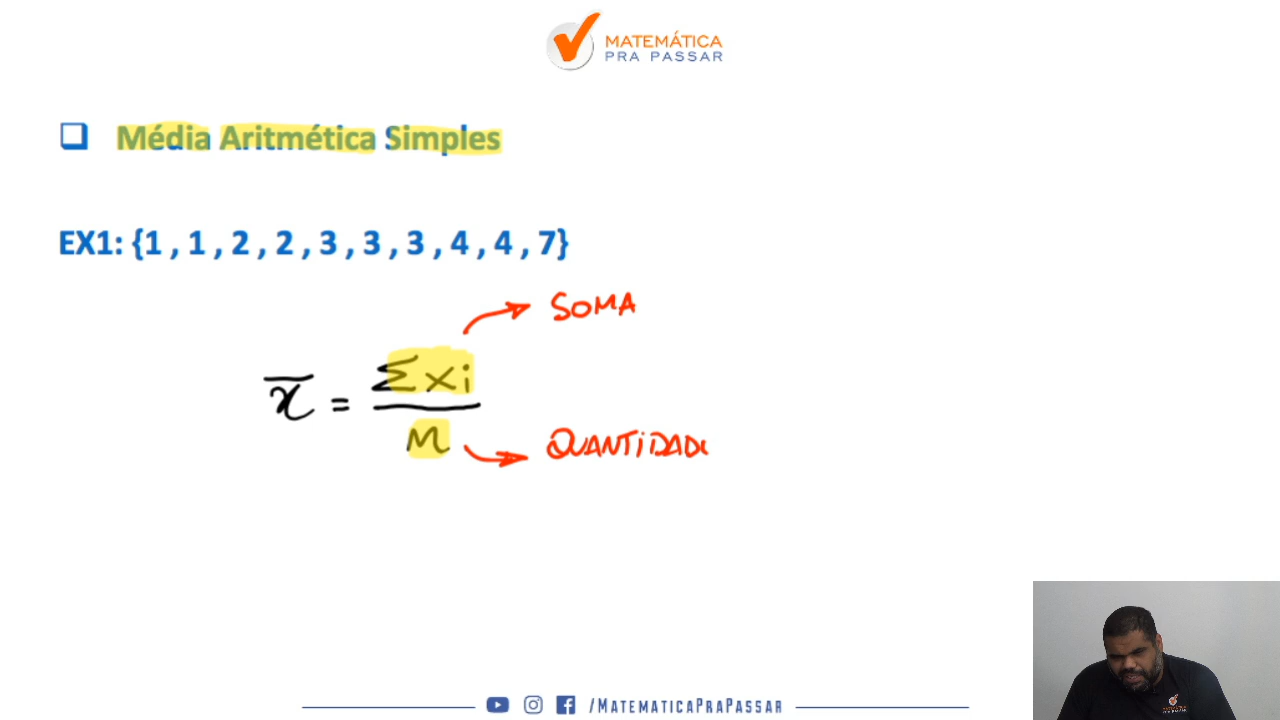 MATEMÁTICA
PRA PASSAR
❑ Média Aritmética Simples
EX1: {1 , 1 , 2 , 2 , 3 , 3 , 3 , 4 , 4 , 7}
SOMA
x̄ = Σxi
n
QUANTIDADE
/MATEMATICAPRAPASSAR